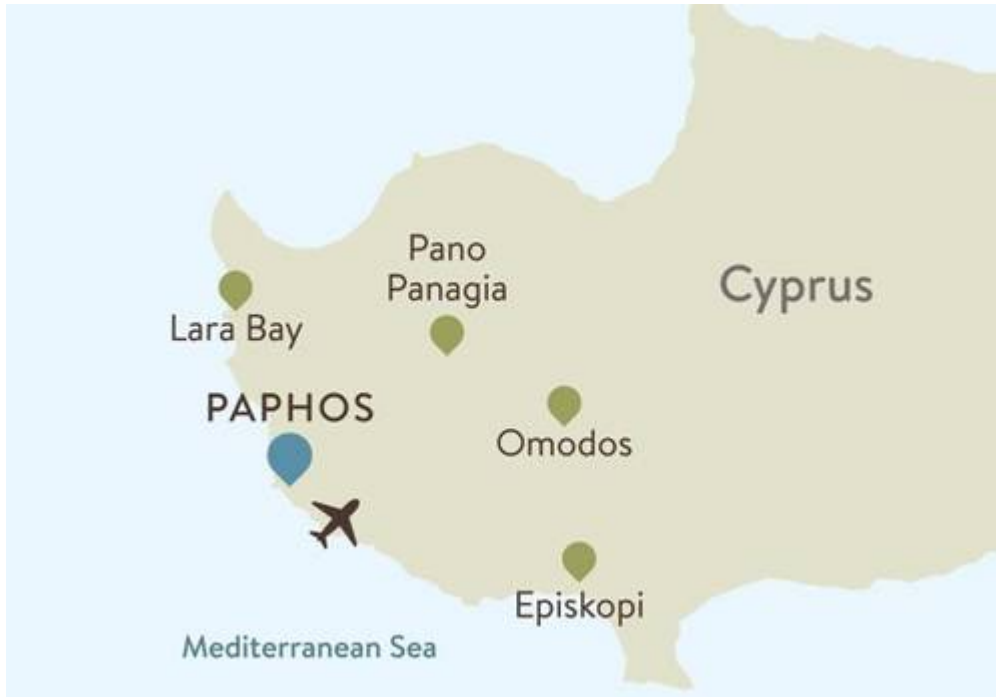 Pano
Panagia
Cyprus
Lara Bay
PAPHOS
Omodos
Episkopi
Mediterranean Sea